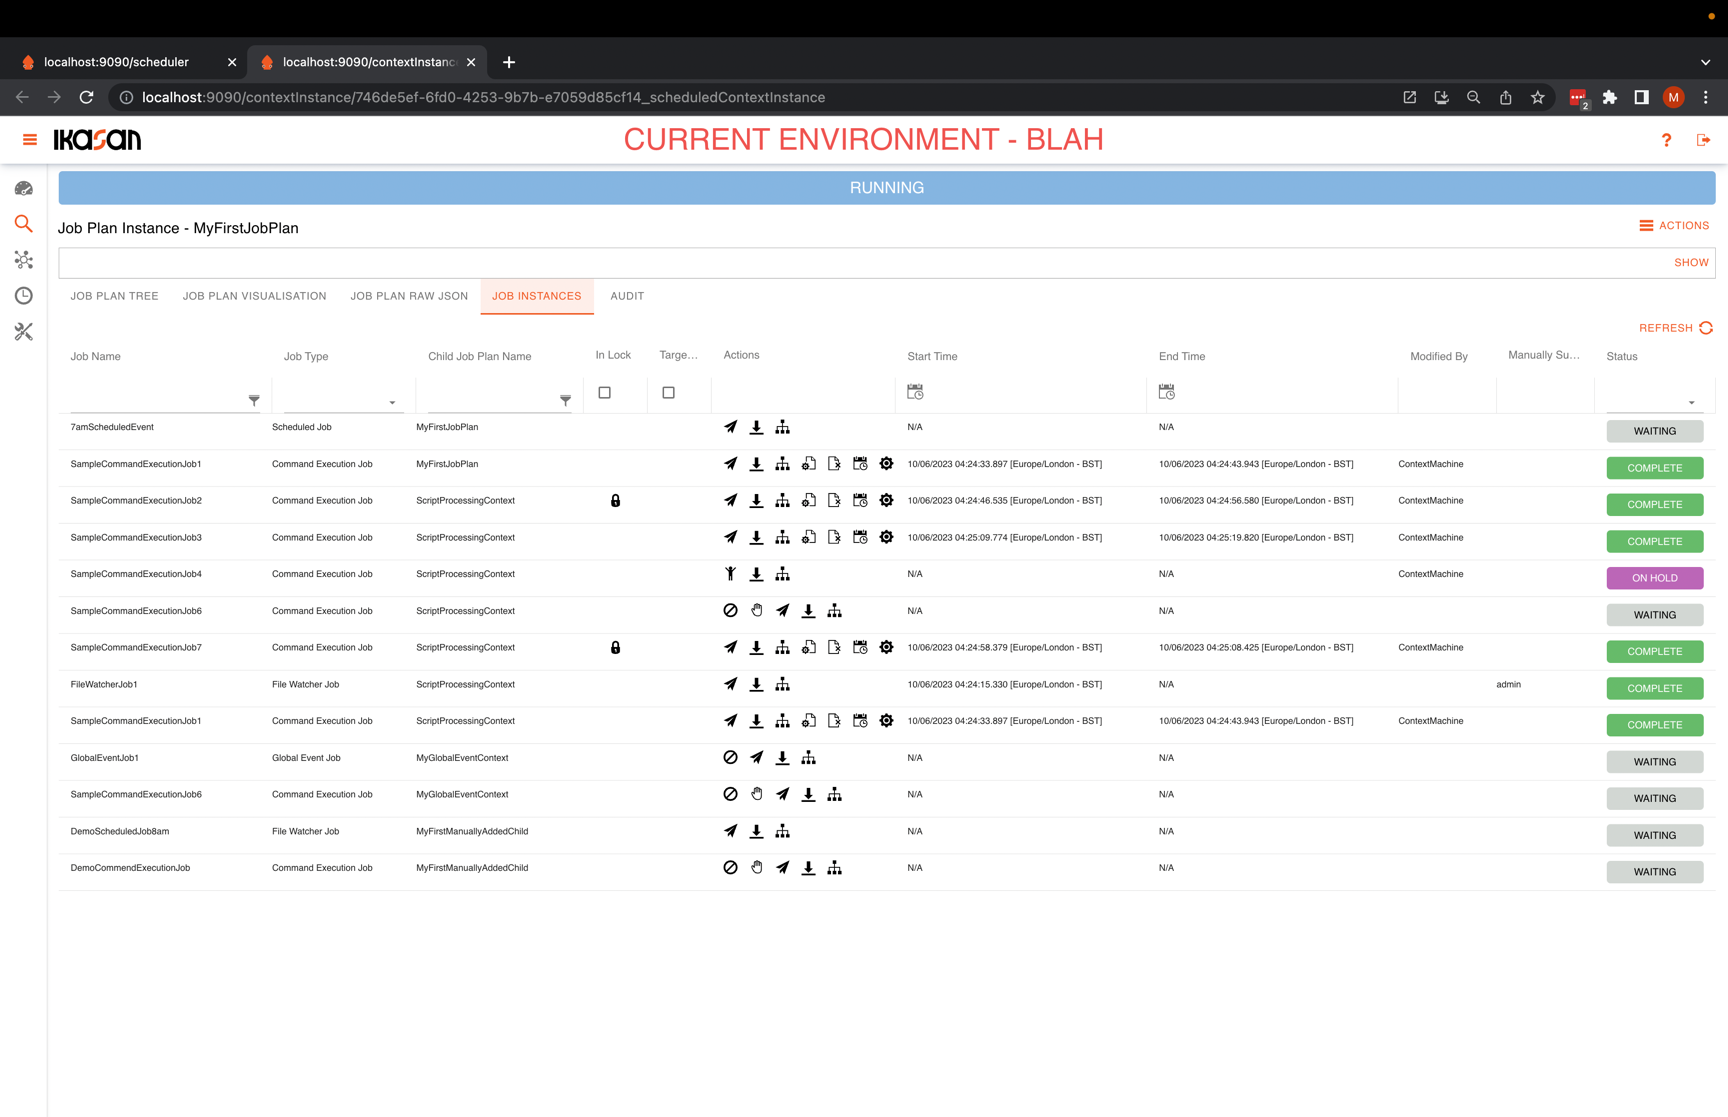 localhost:9090/scheduler
localhost:9090/contextInstanc
localhost:9090/contextInstance/746de5ef-6fd0-4253-9b7b-e7059d85cf14_scheduledContextInstance
2
M
IKASAN
CURRENT ENVIRONMENT - BLAH
?
RUNNING
Job Plan Instance - MyFirstJobPlan
ACTIONS
SHOW
JOB PLAN TREE JOB PLAN VISUALISATION JOB PLAN RAW JSON JOB INSTANCES AUDIT
REFRESH
Job Name Job Type Child Job Plan Name In Lock Targe... Actions Start Time End Time Modified By Manually Su... Status
7amScheduledEvent Scheduled Job MyFirstJobPlan N/A N/A WAITING
SampleCommandExecutionJob1 Command Execution Job MyFirstJobPlan 10/06/2023 04:24:33.897 [Europe/London - BST] 10/06/2023 04:24:43.943 [Europe/London - BST] ContextMachine COMPLETE
SampleCommandExecutionJob2 Command Execution Job ScriptProcessingContext 10/06/2023 04:24:46.535 [Europe/London - BST] 10/06/2023 04:24:56.580 [Europe/London - BST] ContextMachine COMPLETE
SampleCommandExecutionJob3 Command Execution Job ScriptProcessingContext 10/06/2023 04:25:09.774 [Europe/London - BST] 10/06/2023 04:25:19.820 [Europe/London - BST] ContextMachine COMPLETE
SampleCommandExecutionJob4 Command Execution Job ScriptProcessingContext N/A N/A ContextMachine ON HOLD
SampleCommandExecutionJob6 Command Execution Job ScriptProcessingContext N/A N/A WAITING
SampleCommandExecutionJob7 Command Execution Job ScriptProcessingContext 10/06/2023 04:24:58.379 [Europe/London - BST] 10/06/2023 04:25:08.425 [Europe/London - BST] ContextMachine COMPLETE
FileWatcherJob1 File Watcher Job ScriptProcessingContext 10/06/2023 04:24:15.330 [Europe/London - BST] N/A admin COMPLETE
SampleCommandExecutionJob1 Command Execution Job ScriptProcessingContext 10/06/2023 04:24:33.897 [Europe/London - BST] 10/06/2023 04:24:43.943 [Europe/London - BST] ContextMachine COMPLETE
GlobalEventJob1 Global Event Job MyGlobalEventContext N/A N/A WAITING
SampleCommandExecutionJob6 Command Execution Job MyGlobalEventContext N/A N/A WAITING
DemoScheduledJob8am File Watcher Job MyFirstManuallyAddedChild N/A N/A WAITING
DemoCommendExecutionJob Command Execution Job MyFirstManuallyAddedChild N/A N/A WAITING